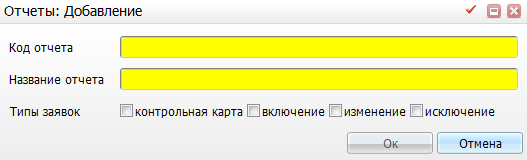 Отчеты: Добавление
Код отчета
Название отчета
Типы заявок контрольная карта включение изменение исключение
Ок Отмена